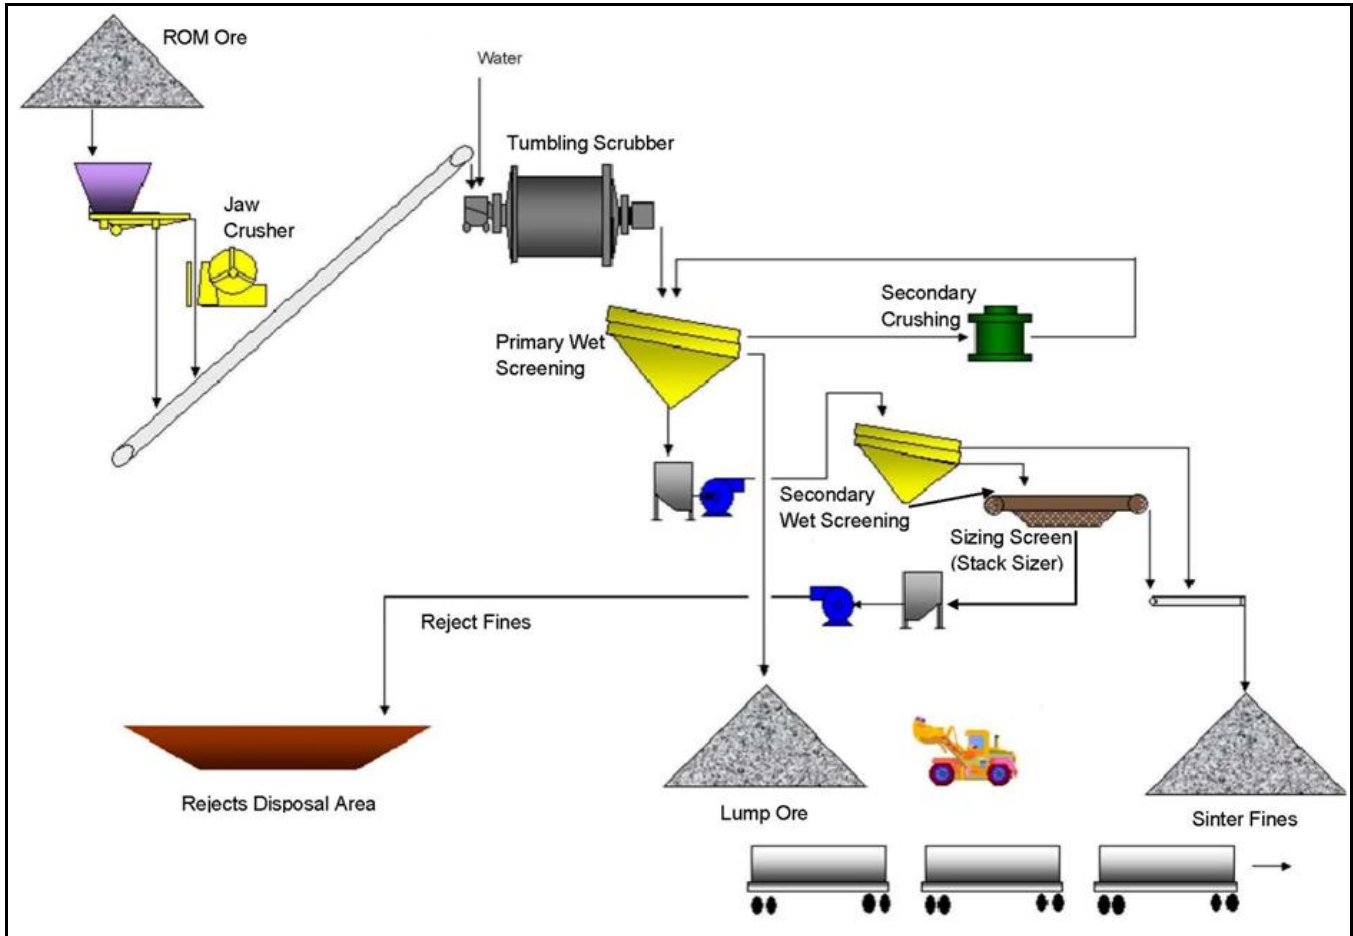 ROM Ore
Water
Tumbling Scrubber
Jaw
Crusher
Secondary
Crushing
Primary Wet
Screening
Secondary
Wet Screening
Sizing Screen
(Stack Sizer)
Reject Fines
Rejects Disposal Area
Lump Ore
Sinter Fines